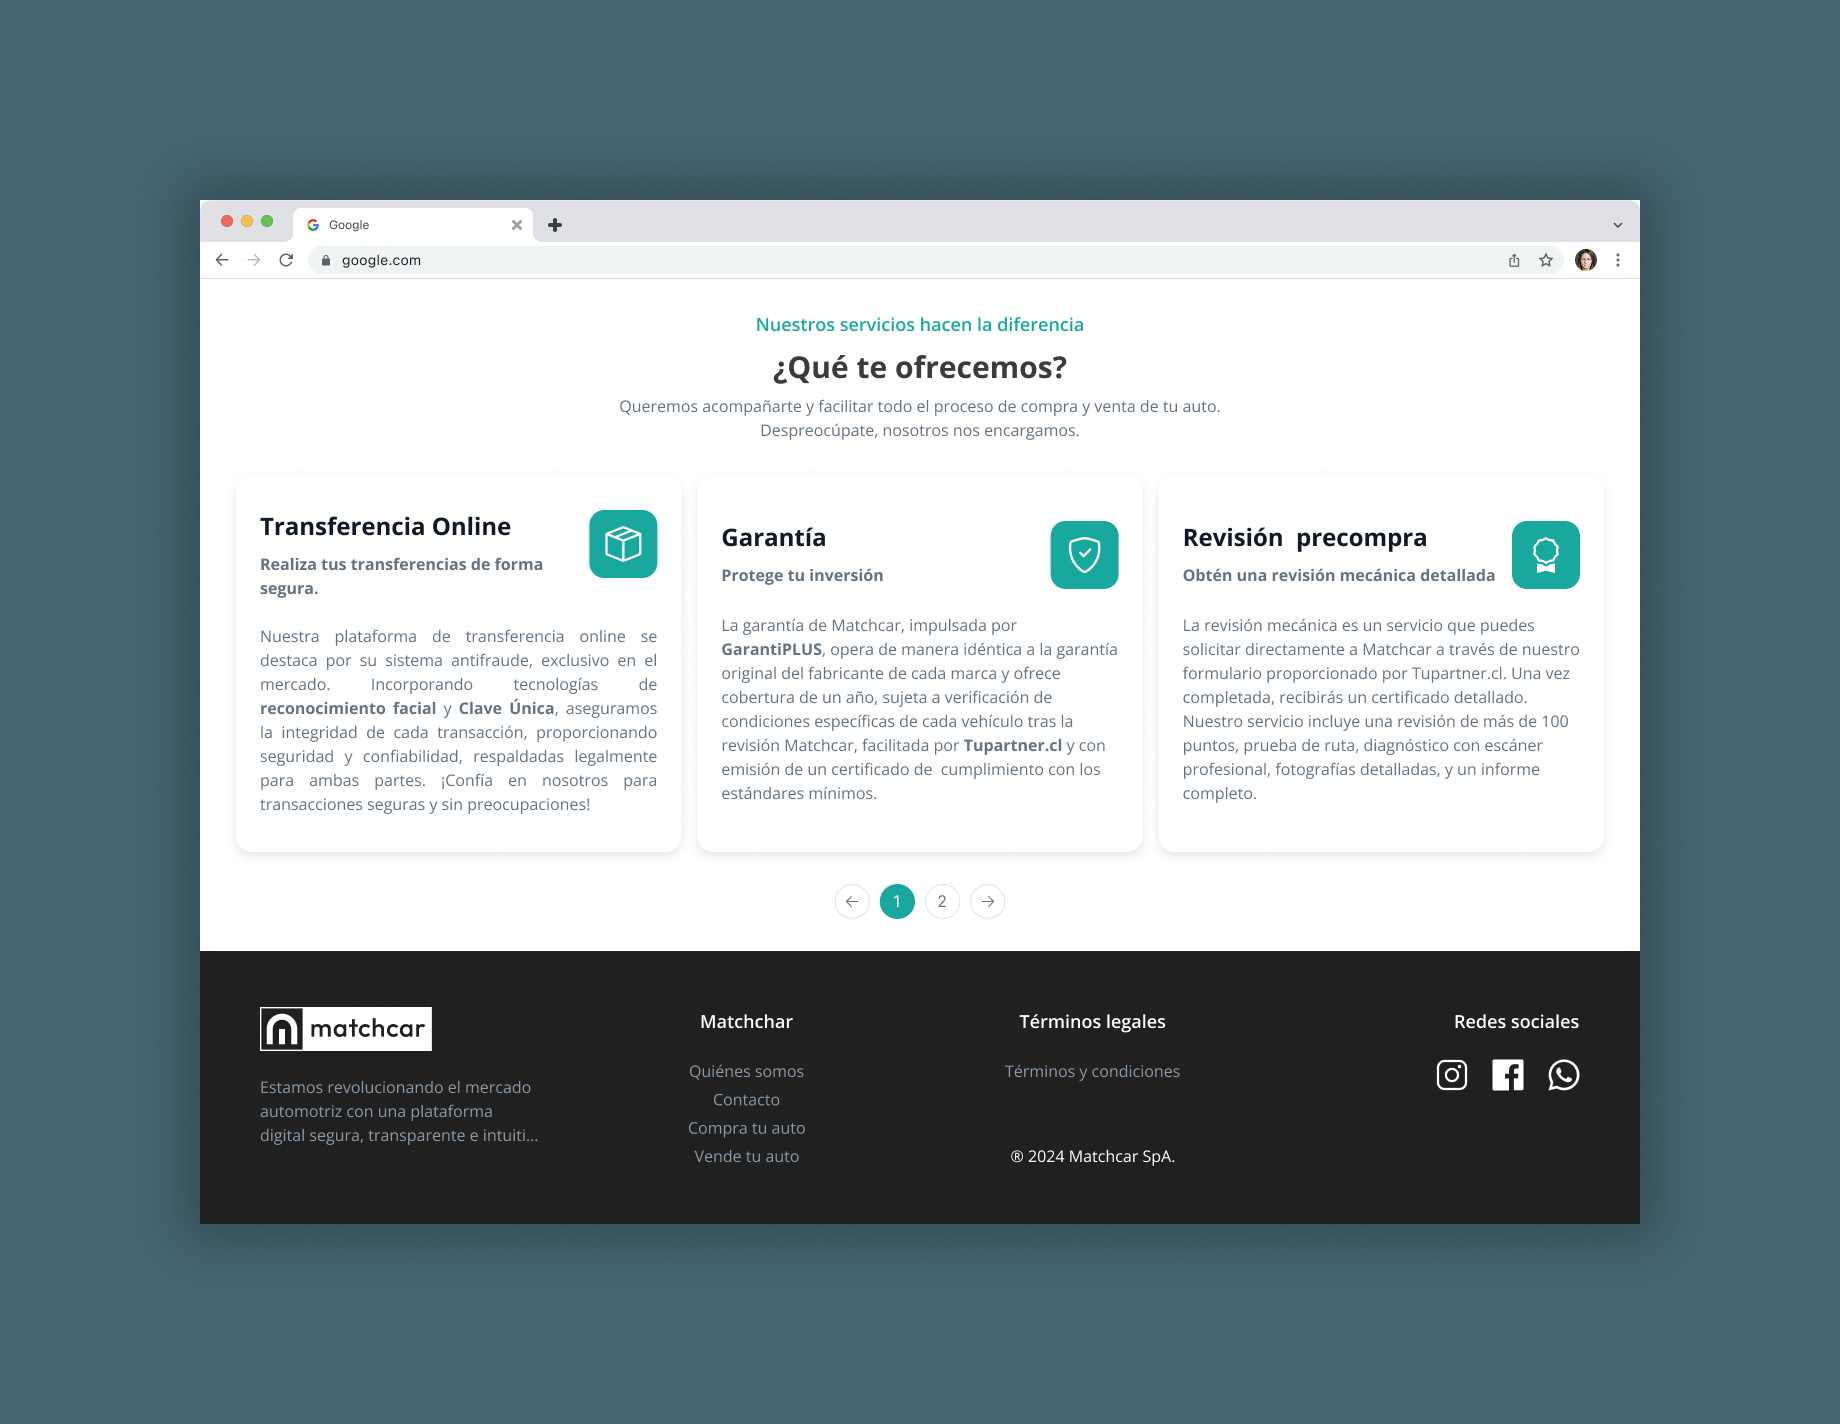 Google
google.com
Nuestros servicios hacen la diferencia
¿Qué te ofrecemos?
Queremos acompañarte y facilitar todo el proceso de compra y venta de tu auto.
Despreocúpate, nosotros nos encargamos.
Transferencia Online
Realiza tus transferencias de forma
segura.
Nuestra plataforma de transferencia online se
destaca por su sistema antifraude, exclusivo en el
mercado. Incorporando tecnologías de
reconocimiento facial y Clave Única, aseguramos
la integridad de cada transacción, proporcionando
seguridad y confiabilidad, respaldadas legalmente
para ambas partes. ¡Confía en nosotros para
transacciones seguras y sin preocupaciones!
Garantía
Protege tu inversión
La garantía de Matchcar, impulsada por
GarantiPLUS, opera de manera idéntica a la garantía
original del fabricante de cada marca y ofrece
cobertura de un año, sujeta a verificación de
condiciones específicas de cada vehículo tras la
revisión Matchcar, facilitada por Tupartner.cl y con
emisión de un certificado de  cumplimiento con los
estándares mínimos.
Revisión  precompra
Obtén una revisión mecánica detallada
La revisión mecánica es un servicio que puedes
solicitar directamente a Matchcar a través de nuestro
formulario proporcionado por Tupartner.cl. Una vez
completada, recibirás un certificado detallado.
Nuestro servicio incluye una revisión de más de 100
puntos, prueba de ruta, diagnóstico con escáner
profesional, fotografías detalladas, y un informe
completo.
1 2
matchcar
Estamos revolucionando el mercado
automotriz con una plataforma
digital segura, transparente e intuiti...
Matchchar
Quiénes somos
Contacto
Compra tu auto
Vende tu auto
Términos legales
Términos y condiciones
® 2024 Matchcar SpA.
Redes sociales